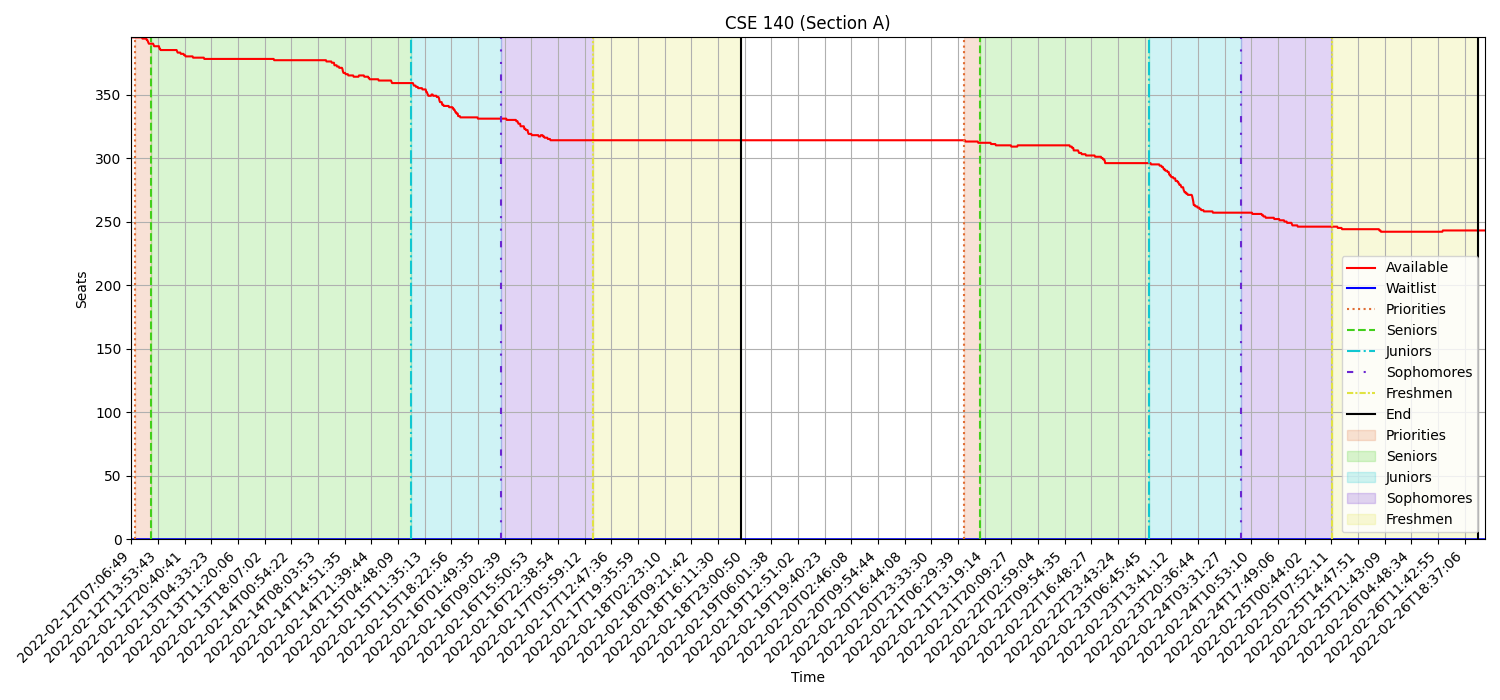 CSE 140 (Section A)
350
300
250
200
150
100
50
0
Seats
Available
Waitlist
Priorities
Seniors
Juniors
Sophomores
Freshmen
End
Priorities
Seniors
Juniors
Sophomores
Freshmen
2022-02-12T07:06:49
2022-02-12T13:53:43
2022-02-12T20:40:41
2022-02-13T04:33:23
2022-02-13T11:20:06
2022-02-13T18:07:02
2022-02-14T00:54:22
2022-02-14T08:03:53
2022-02-14T14:51:35
2022-02-14T21:39:44
2022-02-15T04:48:09
2022-02-15T11:35:13
2022-02-15T18:22:56
2022-02-16T01:49:35
2022-02-16T09:02:39
2022-02-16T15:50:53
2022-02-16T22:38:54
2022-02-17T05:59:12
2022-02-17T12:47:36
2022-02-17T19:35:59
2022-02-18T02:23:10
2022-02-18T09:21:42
2022-02-18T16:11:30
2022-02-18T23:00:50
2022-02-19T06:01:38
2022-02-19T12:51:02
2022-02-19T19:40:23
2022-02-20T02:46:08
2022-02-20T09:54:44
2022-02-20T16:44:08
2022-02-20T23:33:30
2022-02-21T06:29:39
2022-02-21T13:19:14
2022-02-21T20:09:27
2022-02-22T02:59:04
2022-02-22T09:54:35
2022-02-22T16:48:27
2022-02-22T23:43:24
2022-02-23T06:45:45
2022-02-23T13:41:12
2022-02-23T20:36:44
2022-02-24T03:31:27
2022-02-24T10:53:10
2022-02-24T17:49:06
2022-02-25T00:44:02
2022-02-25T07:52:11
2022-02-25T14:47:51
2022-02-25T21:43:09
2022-02-26T04:48:34
2022-02-26T11:42:55
2022-02-26T18:37:06
Time